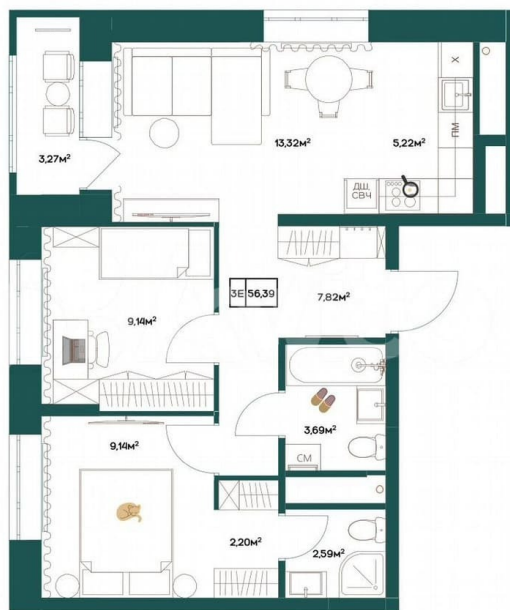 Х
ПМ
13,32м²
5,22м²
3,27м²
ДШ
СВЧ
3Е 56,39
7,82м²
9,14м²
3,69м²
9,14м²
СМ
2,20м²
2,59м²